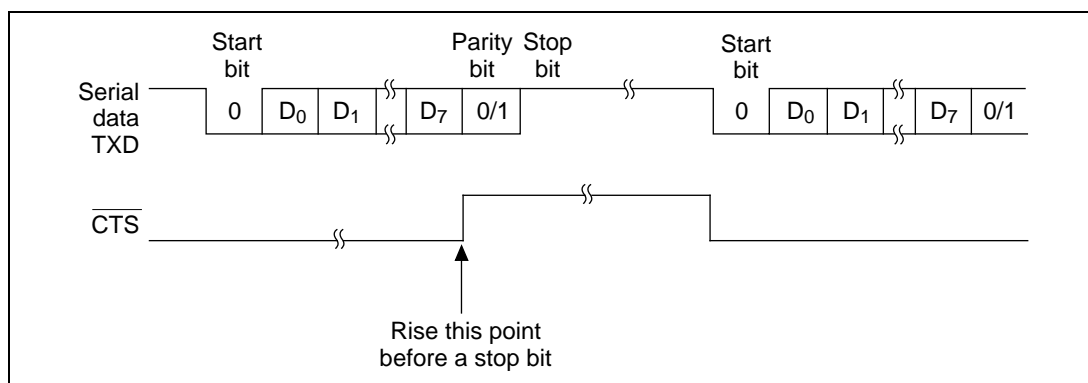 Start bit
Parity bit
Stop bit
Start bit
Serial data TXD
0 D0 D1 D7 0/1 0 D0 D1 D7 0/1
CTS
Rise this point
before a stop bit